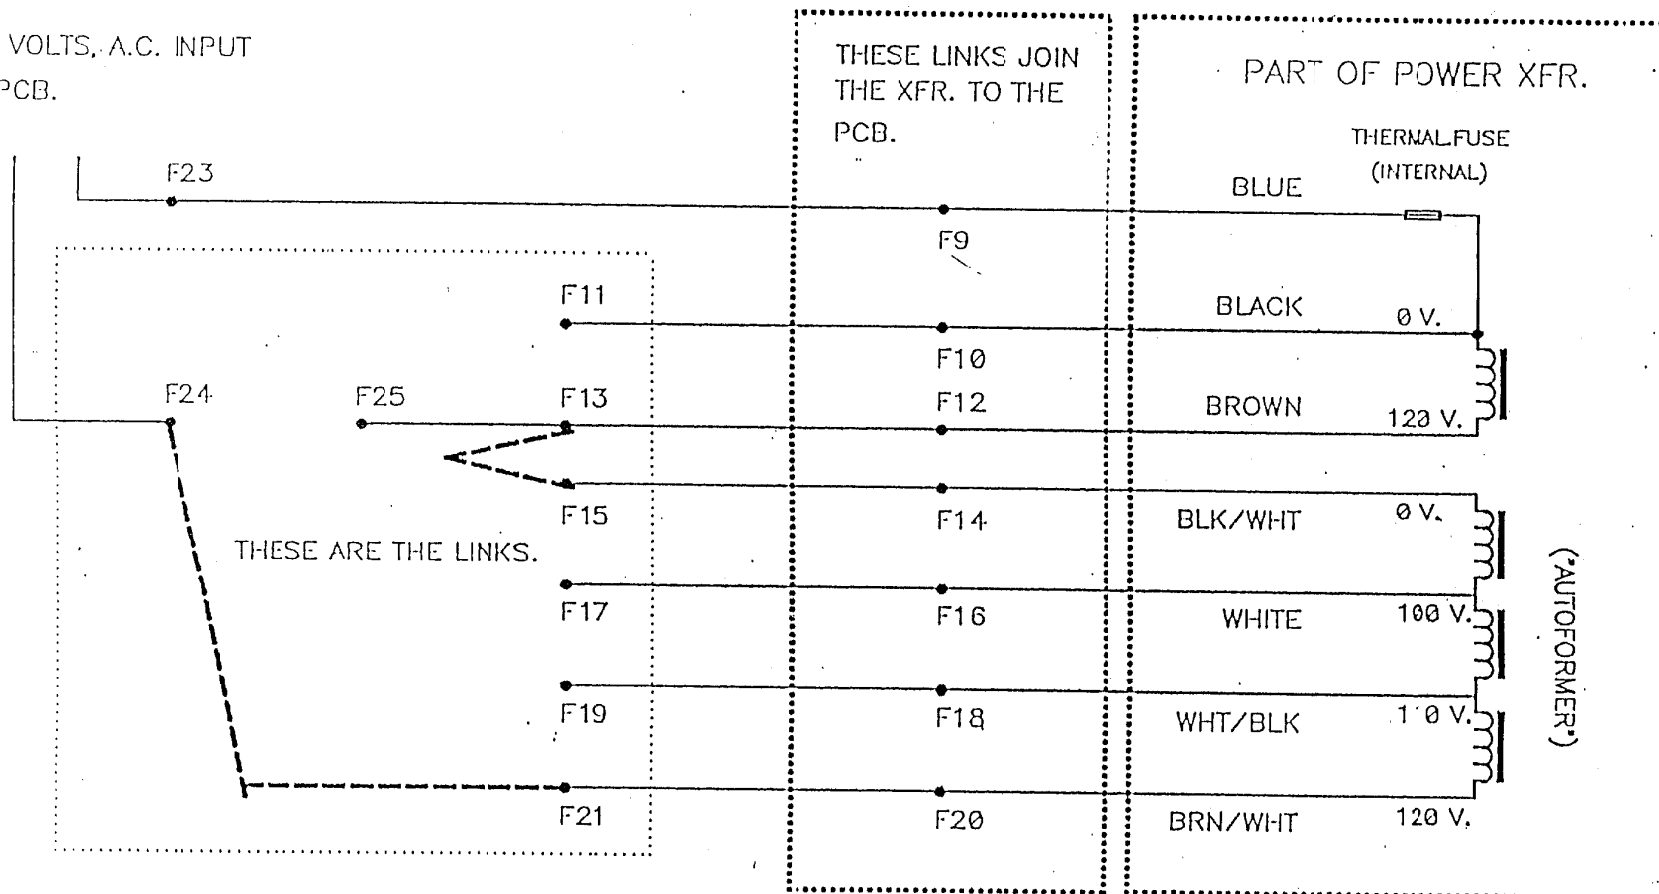 VOLTS, A.C. INPUT
PCB.
THESE LINKS JOIN
THE XFR. TO THE
PCB.
PART OF POWER XFR.
THERMAL FUSE
(INTERNAL)
F23
BLUE
F9
F11
BLACK
0 V.
F10
F24
F25
F13
F12
BROWN
120 V.
F15
F14
BLK/WHT
0 V.
THESE ARE THE LINKS.
F17
F16
WHITE
100 V.
("AUTOFORMER")
F19
F18
WHT/BLK
110 V.
F21
F20
BRN/WHT
120 V.